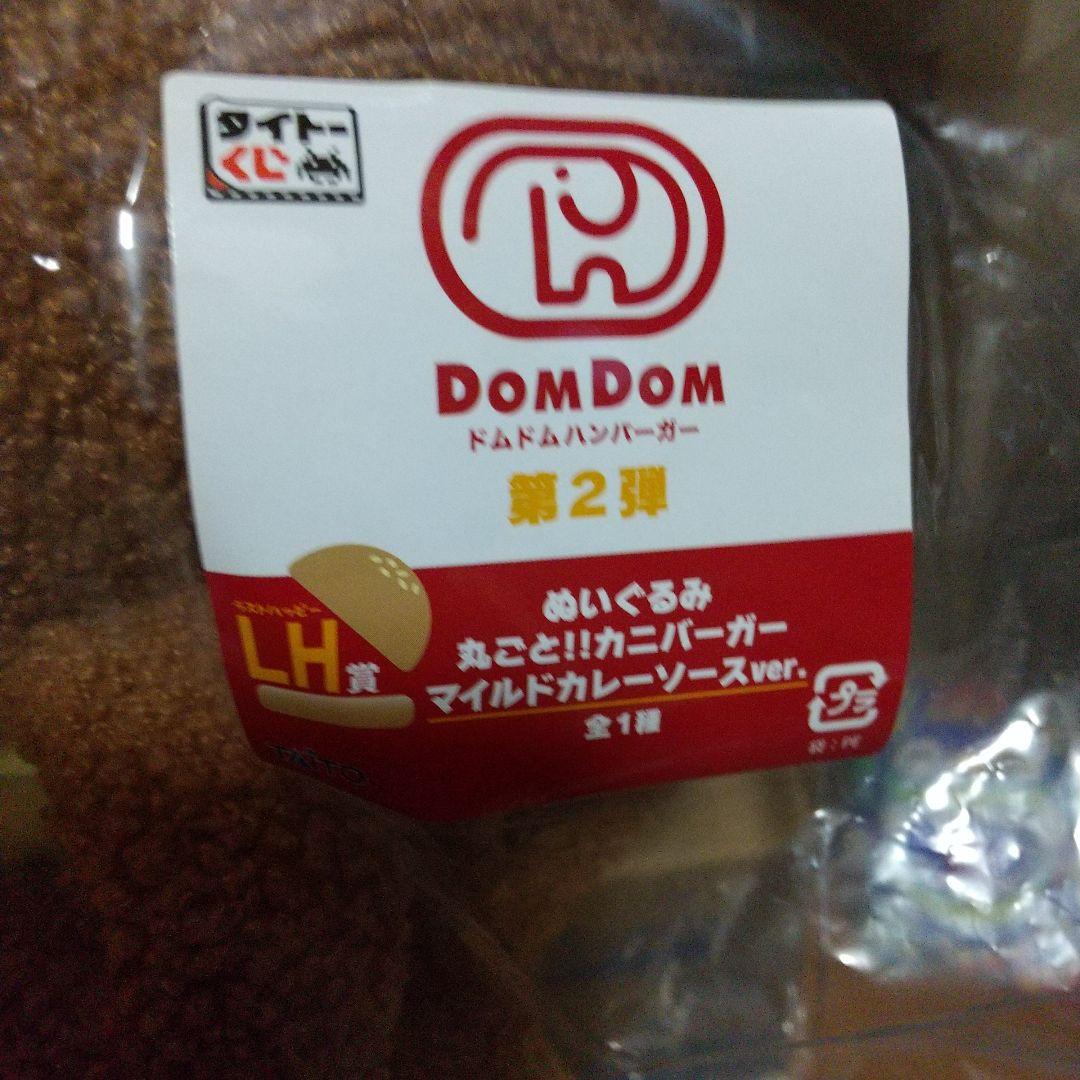 タイトー
くじ
DOMDOM
ドムドムハンバーガー
第2弾
ラストハッピー
LH賞
ぬいぐるみ
丸ごと!!カニバーガー
マイルドカレーソースver.
全1種
プラ
袋:PE
TAITO